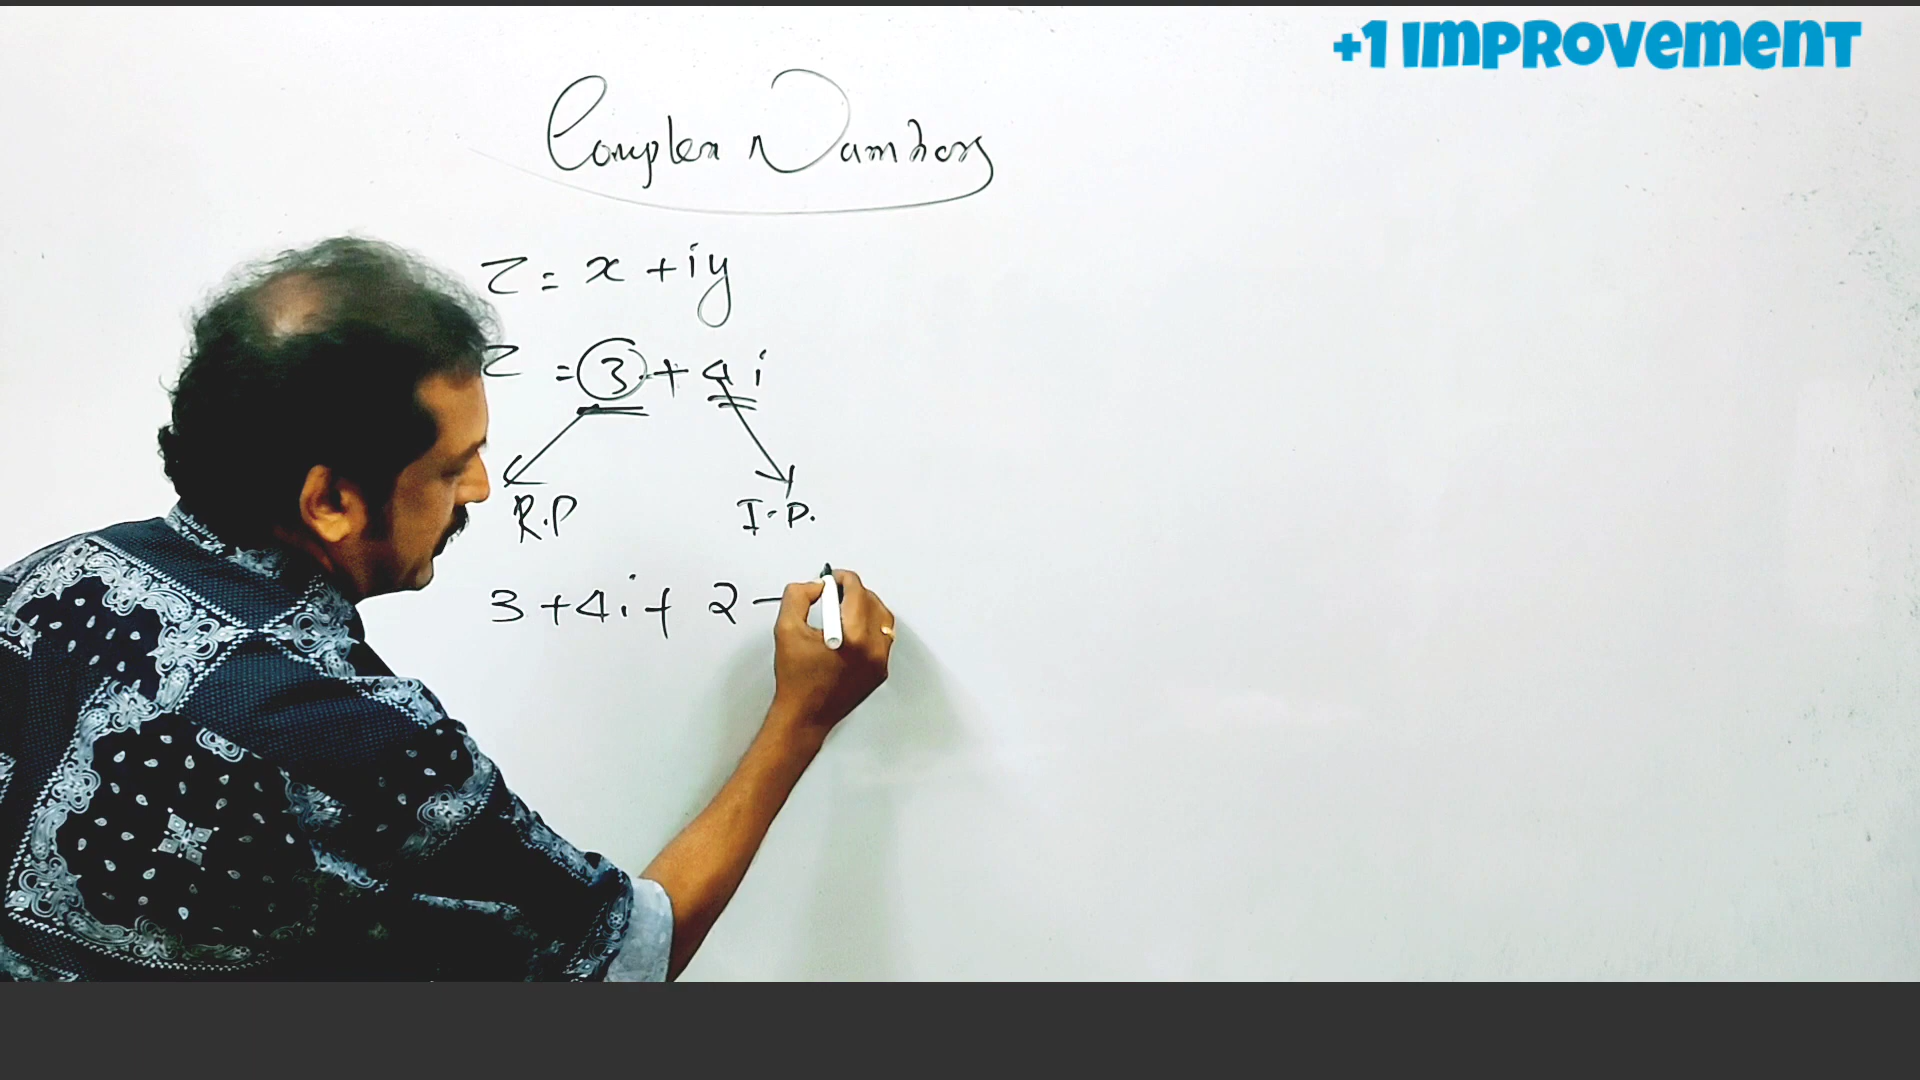 +1 IMPROVEMENT
Complex Numbers
Z = x + iy
Z = 3 + 4i
R.P I.P.
3 + 4i + 2 -